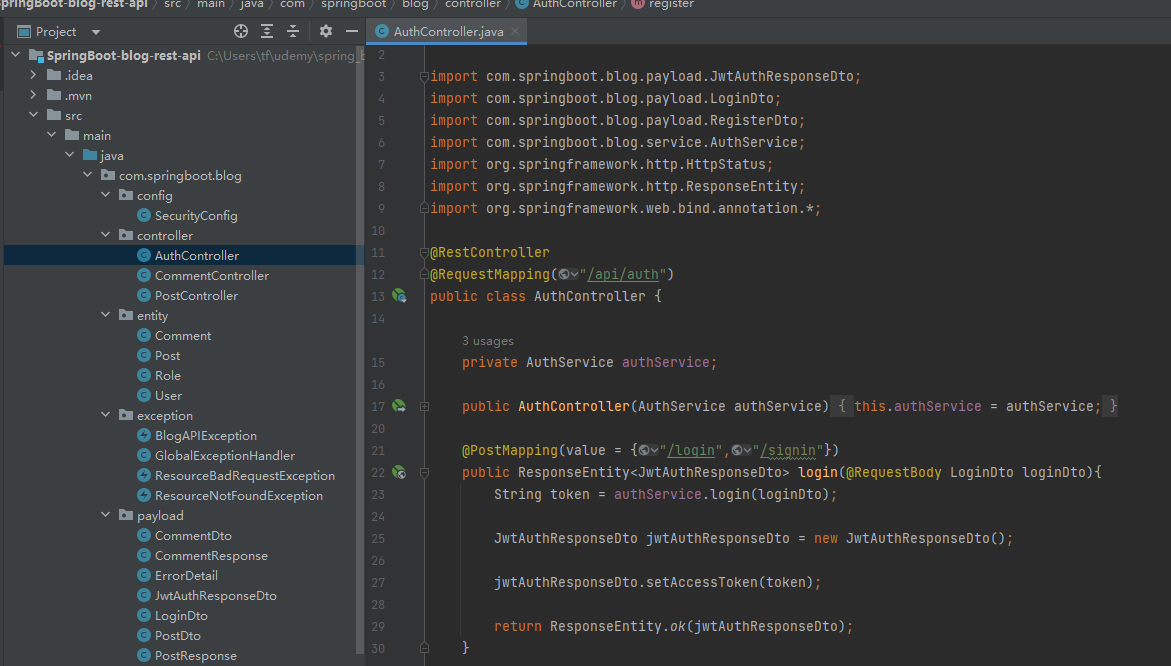 springBoot-blog-rest-api src main java com springboot blog controller AuthController register
Project
AuthController.java
SpringBoot-blog-rest-api C:\Users\tf\udemy\spring_b
.idea
.mvn
src
main
java
com.springboot.blog
config
SecurityConfig
controller
AuthController
CommentController
PostController
entity
Comment
Post
Role
User
exception
BlogAPIException
GlobalExceptionHandler
ResourceBadRequestException
ResourceNotFoundException
payload
CommentDto
CommentResponse
ErrorDetail
JwtAuthResponseDto
LoginDto
PostDto
PostResponse
2
3 import com.springboot.blog.payload.JwtAuthResponseDto;
4 import com.springboot.blog.payload.LoginDto;
5 import com.springboot.blog.payload.RegisterDto;
6 import com.springboot.blog.service.AuthService;
7 import org.springframework.http.HttpStatus;
8 import org.springframework.http.ResponseEntity;
9 import org.springframework.web.bind.annotation.*;
10
11 @RestController
12 @RequestMapping("/api/auth")
13 public class AuthController {
14
3 usages
15 private AuthService authService;
16
17 public AuthController(AuthService authService) { this.authService = authService; }
20
21 @PostMapping(value = {"/login","/signin"})
22 public ResponseEntity<JwtAuthResponseDto> login(@RequestBody LoginDto loginDto){
23 String token = authService.login(loginDto);
24
25 JwtAuthResponseDto jwtAuthResponseDto = new JwtAuthResponseDto();
26
27 jwtAuthResponseDto.setAccessToken(token);
28
29 return ResponseEntity.ok(jwtAuthResponseDto);
30 }